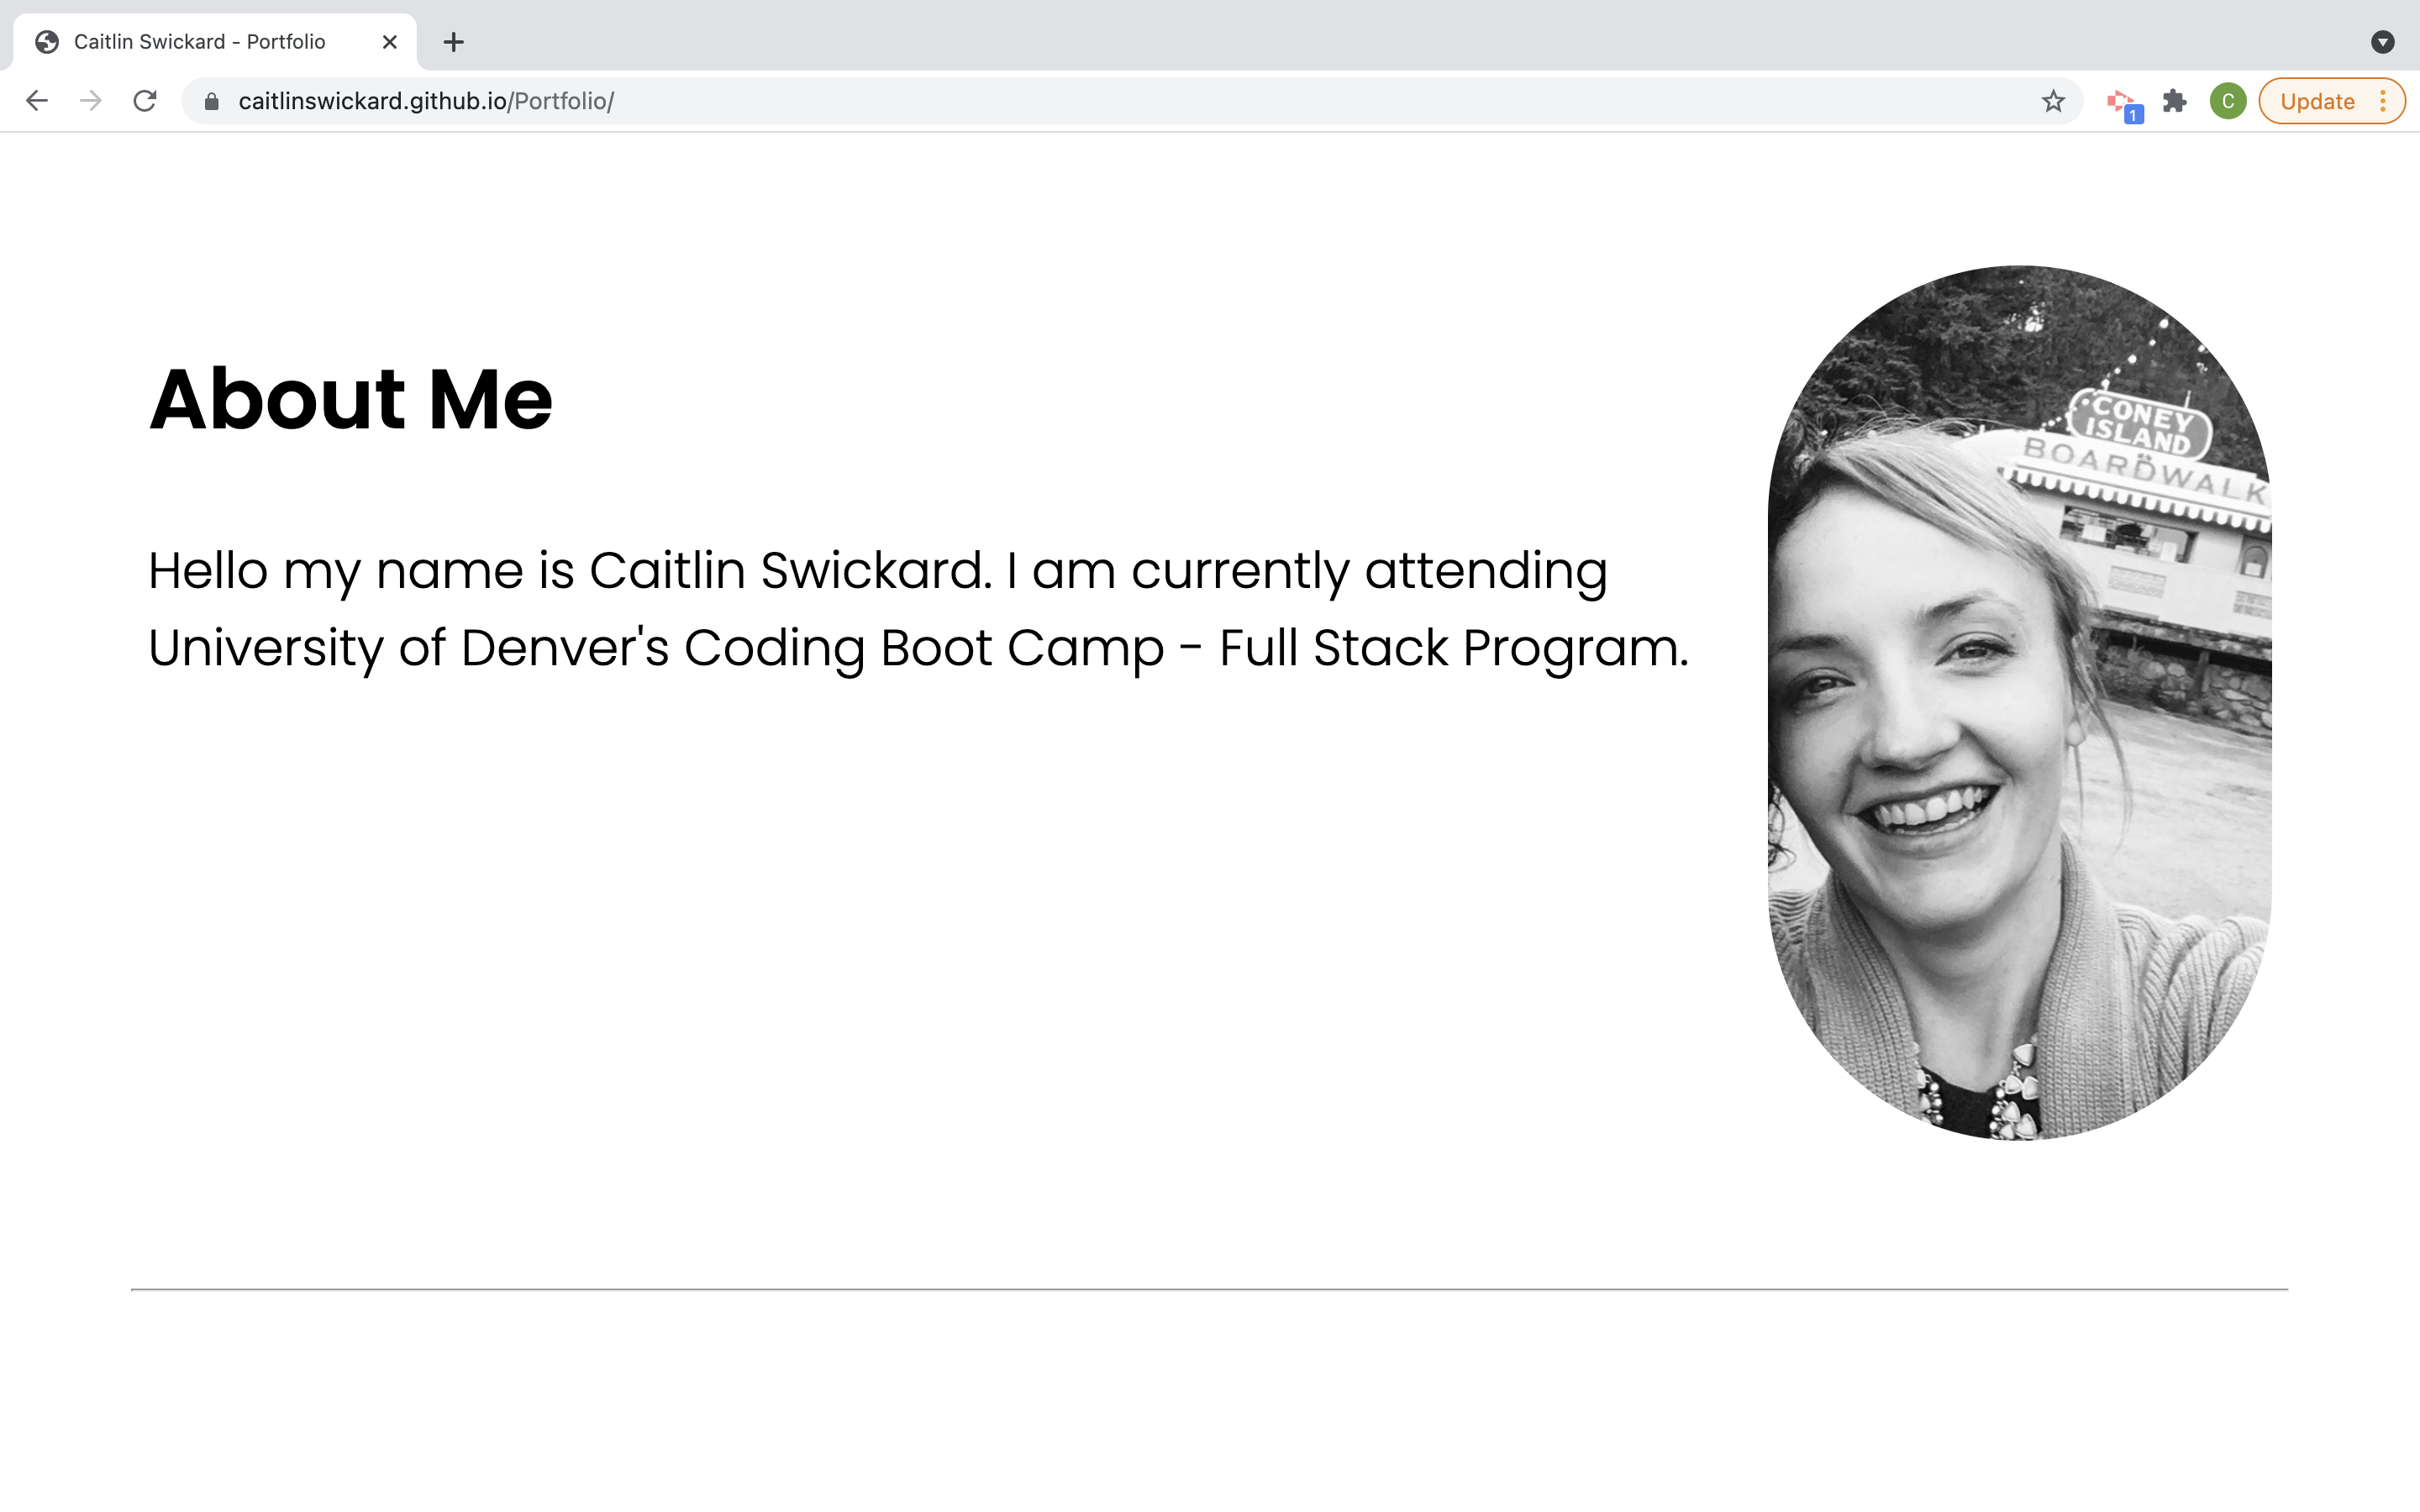 Caitlin Swickard - Portfolio
caitlinswickard.github.io/Portfolio/
1
C
Update
About Me
Hello my name is Caitlin Swickard. I am currently attending
University of Denver's Coding Boot Camp - Full Stack Program.
CONEY
ISLAND
BOARDWALK